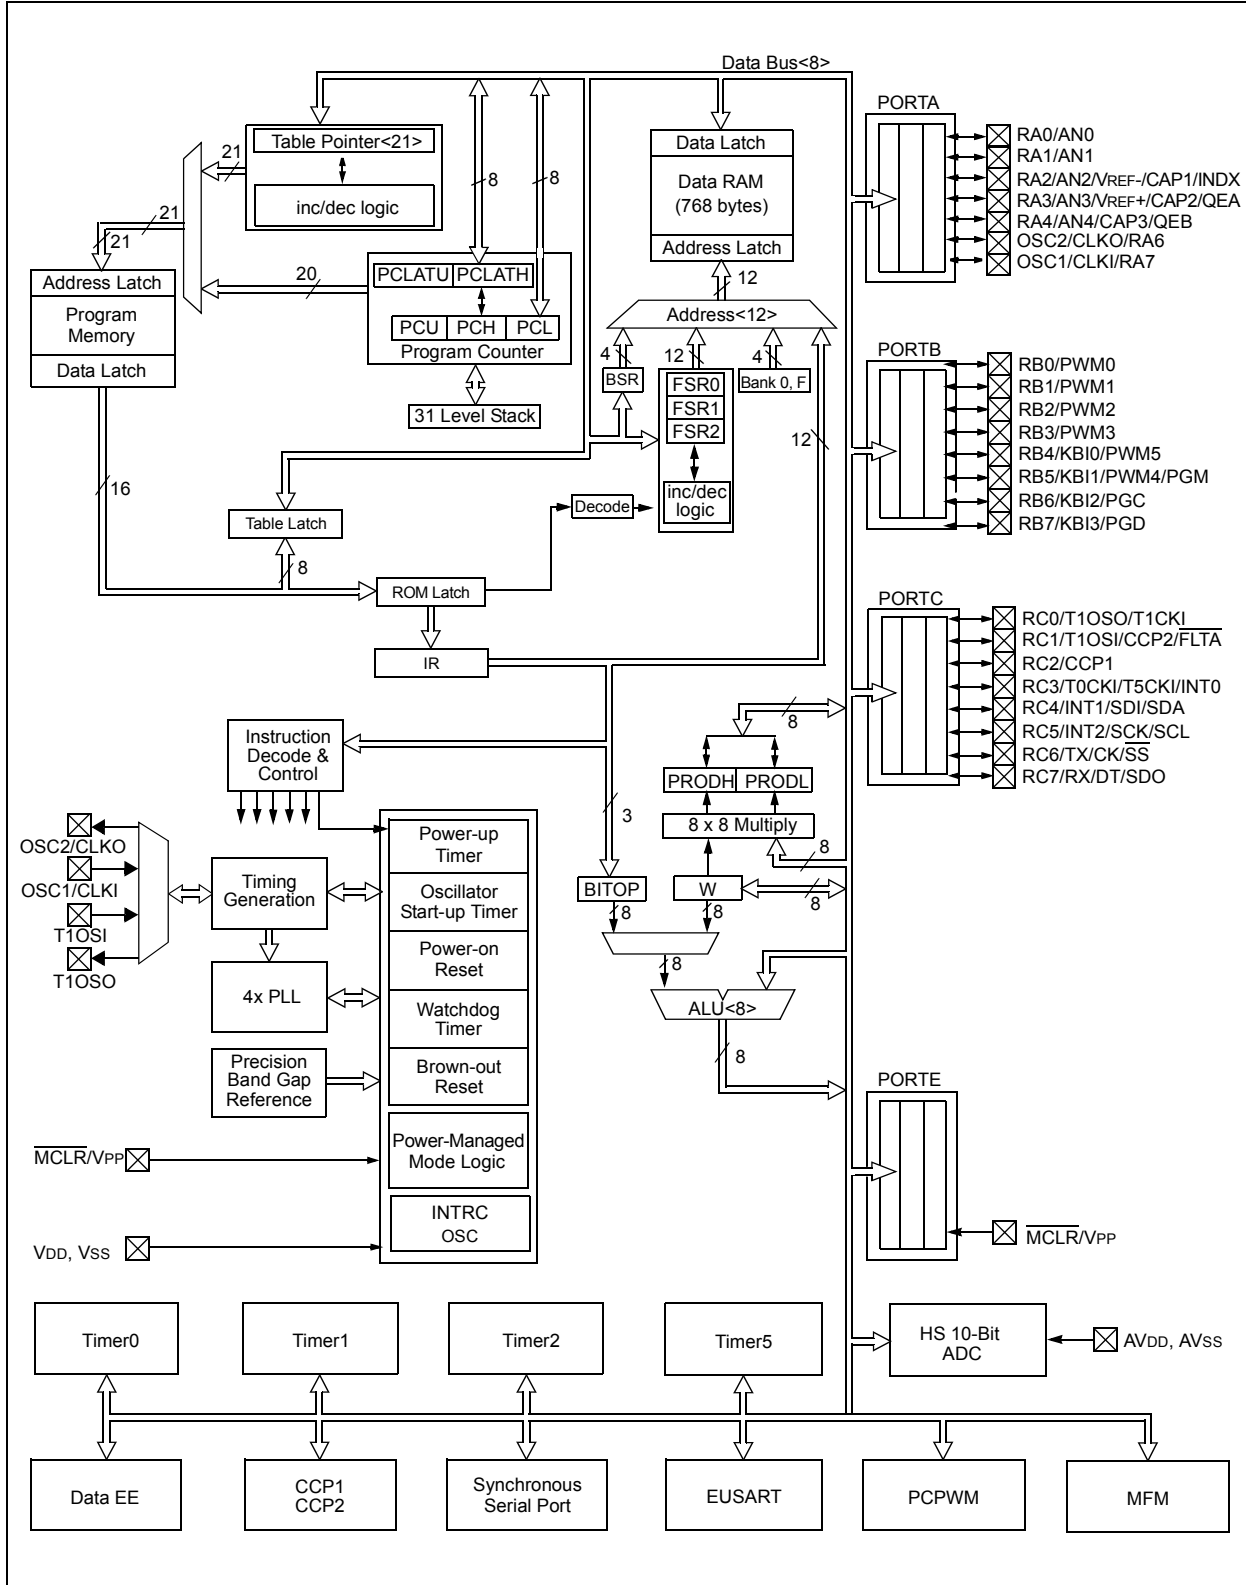 Data Bus<8>
PORTA
Table Pointer<21>
inc/dec logic
21
21
21
20
8
8
Data Latch
Data RAM
(768 bytes)
Address Latch
12
Address<12>
RA0/AN0
RA1/AN1
RA2/AN2/VREF-/CAP1/INDX
RA3/AN3/VREF+/CAP2/QEA
RA4/AN4/CAP3/QEB
OSC2/CLKO/RA6
OSC1/CLKI/RA7
Address Latch
Program
Memory
Data Latch
PCLATU PCLATH
PCU PCH PCL
Program Counter
31 Level Stack
4
12
4
BSR
FSR0
FSR1
FSR2
Bank 0, F
12
inc/dec
logic
Decode
PORTB
RB0/PWM0
RB1/PWM1
RB2/PWM2
RB3/PWM3
RB4/KBI0/PWM5
RB5/KBI1/PWM4/PGM
RB6/KBI2/PGC
RB7/KBI3/PGD
16
Table Latch
8
ROM Latch
IR
PORTC
RC0/T1OSO/T1CKI
RC1/T1OSI/CCP2/FLTA
RC2/CCP1
RC3/T0CKI/T5CKI/INT0
RC4/INT1/SDI/SDA
RC5/INT2/SCK/SCL
RC6/TX/CK/SS
RC7/RX/DT/SDO
Instruction
Decode &
Control
8
PRODH PRODL
8 x 8 Multiply
3
8
BITOP
W
8
8
8
8
ALU<8>
8
OSC2/CLKO
OSC1/CLKI
T1OSI
T1OSO
Timing
Generation
4x PLL
Precision
Band Gap
Reference
Power-up
Timer
Oscillator
Start-up Timer
Power-on
Reset
Watchdog
Timer
Brown-out
Reset
Power-Managed
Mode Logic
INTRC
OSC
MCLR/VPP
VDD, VSS
PORTE
MCLR/VPP
Timer0
Timer1
Timer2
Timer5
HS 10-Bit
ADC
AVDD, AVSS
Data EE
CCP1
CCP2
Synchronous
Serial Port
EUSART
PCPWM
MFM